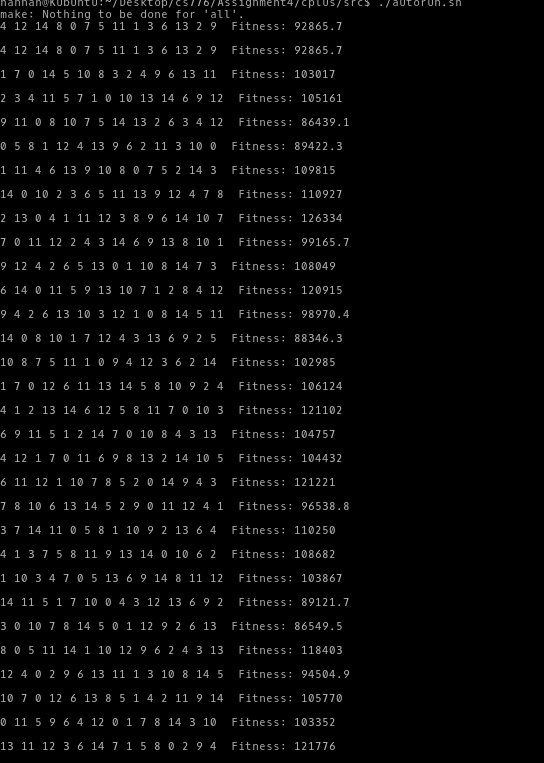 hannah@Kubuntu:~/Desktop/cs776/Assignment4/cplus/src$ ./autorun.sh
make: Nothing to be done for 'all'.
4 12 14 8 0 7 5 11 1 3 6 13 2 9 Fitness: 92865.7
4 12 14 8 0 7 5 11 1 3 6 13 2 9 Fitness: 92865.7
1 7 0 14 5 10 8 3 2 4 9 6 13 11 Fitness: 103017
2 3 4 11 5 7 1 0 10 13 14 6 9 12 Fitness: 105161
9 11 0 8 10 7 5 14 13 2 6 3 4 12 Fitness: 86439.1
0 5 8 1 12 4 13 9 6 2 11 3 10 0 Fitness: 89422.3
1 11 4 6 13 9 10 8 0 7 5 2 14 3 Fitness: 109815
14 0 10 2 3 6 5 11 13 9 12 4 7 8 Fitness: 110927
2 13 0 4 1 11 12 3 8 9 6 14 10 7 Fitness: 126334
7 0 11 12 2 4 3 14 6 9 13 8 10 1 Fitness: 99165.7
9 12 4 2 6 5 13 0 1 10 8 14 7 3 Fitness: 108049
6 14 0 11 5 9 13 10 7 1 2 8 4 12 Fitness: 120915
9 4 2 6 13 10 3 12 1 0 8 14 5 11 Fitness: 98970.4
14 0 8 10 1 7 12 4 3 13 6 9 2 5 Fitness: 88346.3
10 8 7 5 11 1 0 9 4 12 3 6 2 14 Fitness: 102985
1 7 0 12 6 11 13 14 5 8 10 9 2 4 Fitness: 106124
4 1 2 13 14 6 12 5 8 11 7 0 10 3 Fitness: 121102
6 9 11 5 1 2 14 7 0 10 8 4 3 13 Fitness: 104757
4 12 1 7 0 11 6 9 8 13 2 14 10 5 Fitness: 104432
6 11 12 1 10 7 8 5 2 0 14 9 4 3 Fitness: 121221
7 8 10 6 13 14 5 2 9 0 11 12 4 1 Fitness: 96538.8
3 7 14 11 0 5 8 1 10 9 2 13 6 4 Fitness: 110250
4 1 3 7 5 8 11 9 13 14 0 10 6 2 Fitness: 108682
1 10 3 4 7 0 5 13 6 9 14 8 11 12 Fitness: 103867
14 11 5 1 7 10 0 4 3 12 13 6 9 2 Fitness: 89121.7
3 0 10 7 8 14 5 0 1 12 9 2 6 13 Fitness: 86549.5
8 0 5 11 14 1 10 12 9 6 2 4 3 13 Fitness: 118403
12 4 0 2 9 6 13 11 1 3 10 8 14 5 Fitness: 94504.9
10 7 0 12 6 13 8 5 1 4 2 11 9 14 Fitness: 105770
0 11 5 9 6 4 12 0 1 7 8 14 3 10 Fitness: 103352
13 11 12 3 6 14 7 1 5 8 0 2 9 4 Fitness: 121776